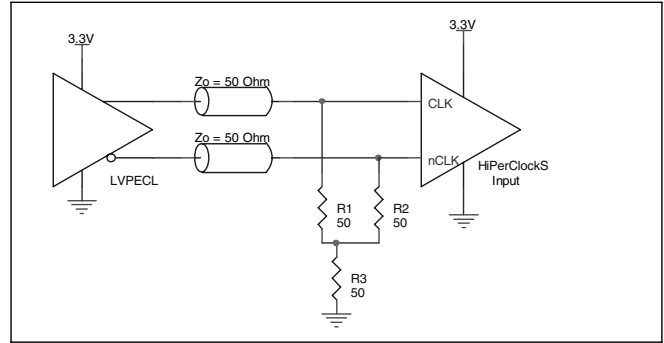 3.3V
3.3V
Zo = 50 Ohm
CLK
Zo = 50 Ohm
nCLK
LVPECL
HiPerClockS
Input
R1
50
R2
50
R3
50